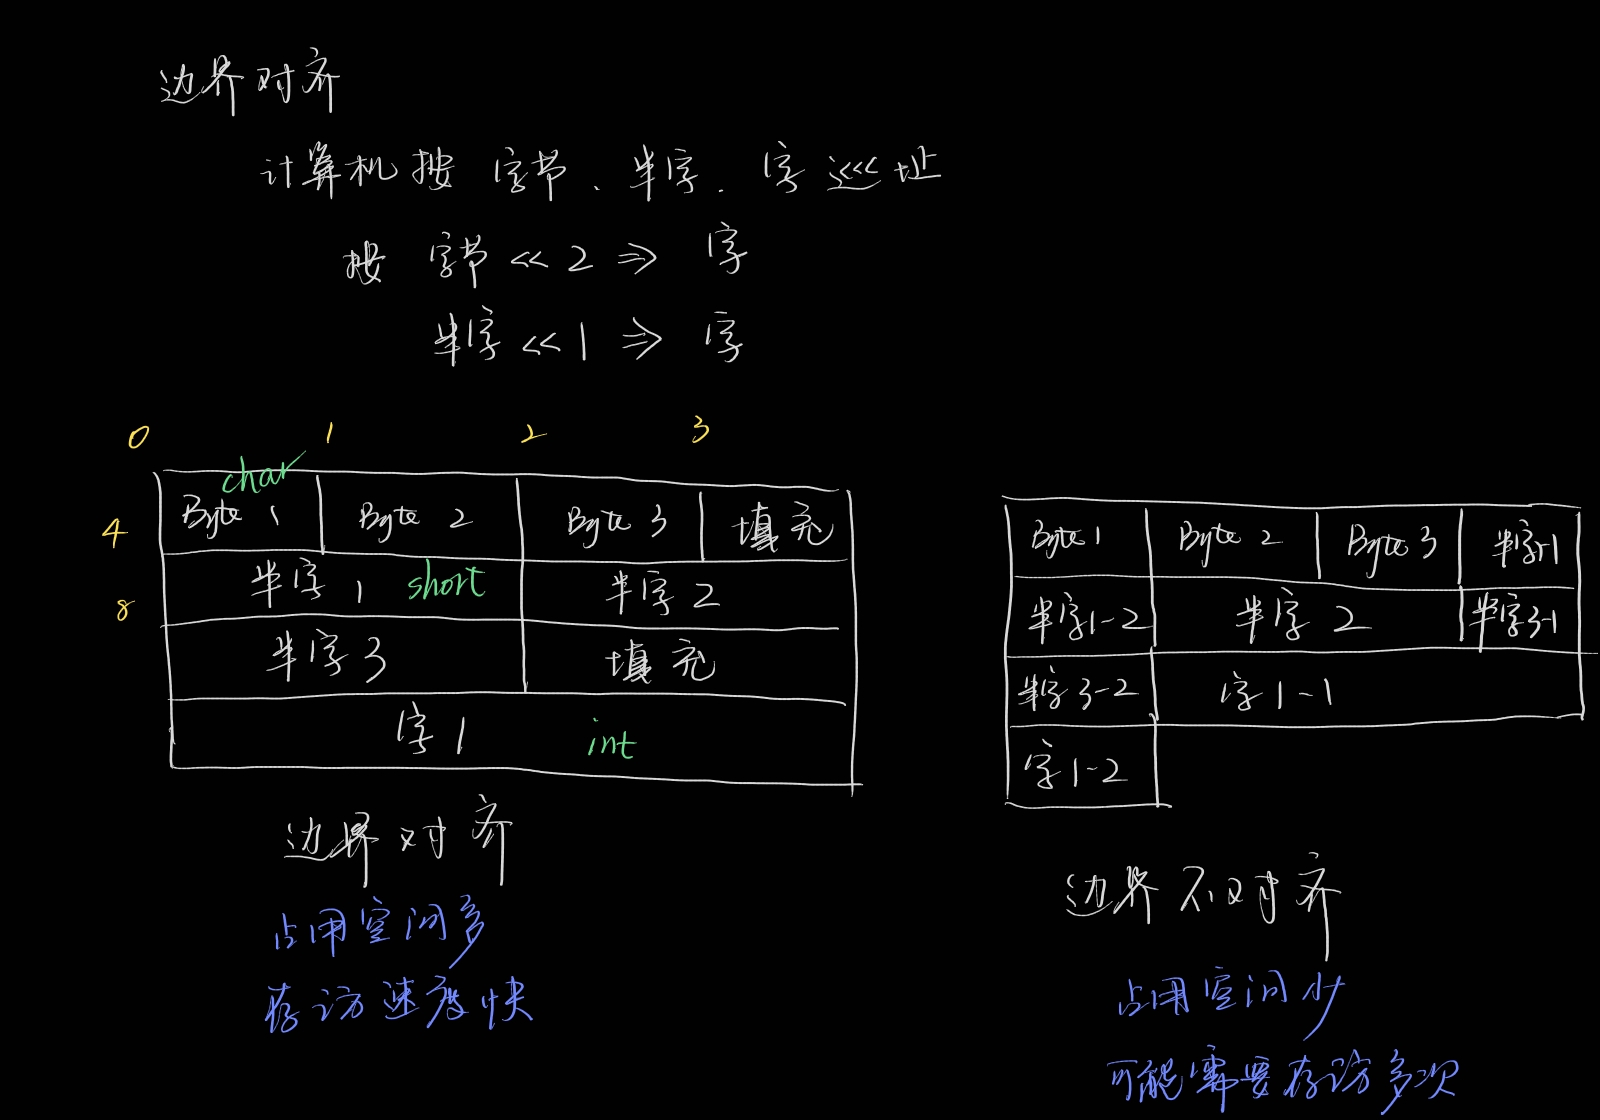 边界对齐
计算机按 字节、半字、字 巡址
按 字节 << 2 => 字
半字 << 1 => 字
0 1 2 3
char
4 Byte 1 Byte 2 Byte 3 填充
8 半字 1 short 半字 2
半字 3 填充
字 1 int
边界对齐
占用空间多
存访速度快
Byte 1 Byte 2 Byte 3 半字1-1
半字1-2 半字 2 半字3-1
半字3-2 字1-1
字1-2
边界不对齐
占用空间少
可能需要存访多次